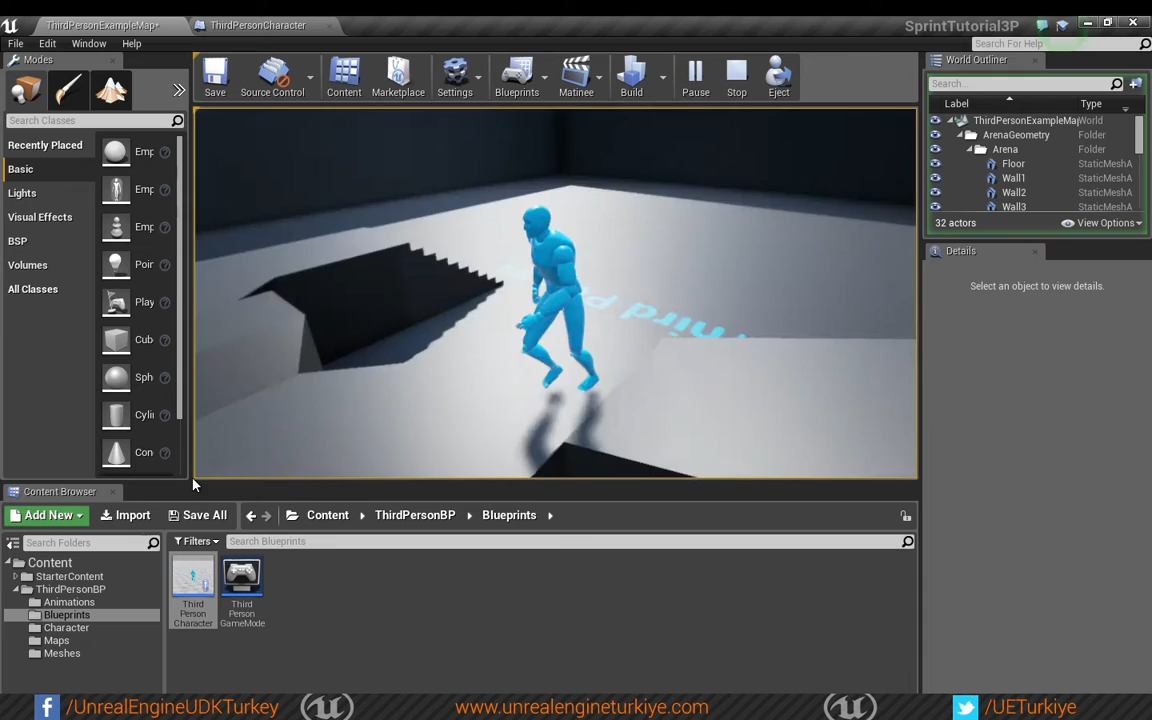 ThirdPersonExampleMap*
ThirdPersonCharacter
SprintTutorial3P
File Edit Window Help
Search For Help
Modes
Save
Source Control
Content
Marketplace
Settings
Blueprints
Matinee
Build
Pause
Stop
Eject
World Outliner
Search...
Label
Type
Search Classes
Recently Placed
Basic
Lights
Visual Effects
BSP
Volumes
All Classes
Emp
Emp
Emp
Poin
Play
Cub
Sph
Cyli
Con
ThirdPersonExampleMap World
ArenaGeometry Folder
Arena Folder
Floor StaticMeshA
Wall1 StaticMeshA
Wall2 StaticMeshA
Wall3 StaticMeshA
32 actors
View Options
Details
Select an object to view details.
Third P
Content Browser
Add New
Import
Save All
Content
ThirdPersonBP
Blueprints
Search Folders
Filters
Search Blueprints
Content
StarterContent
ThirdPersonBP
Animations
Blueprints
Character
Maps
Meshes
Third
Person
Character
Third
Person
GameMode
/UnrealEngineUDKTurkey
www.unrealengineturkiye.com
/UETurkiye